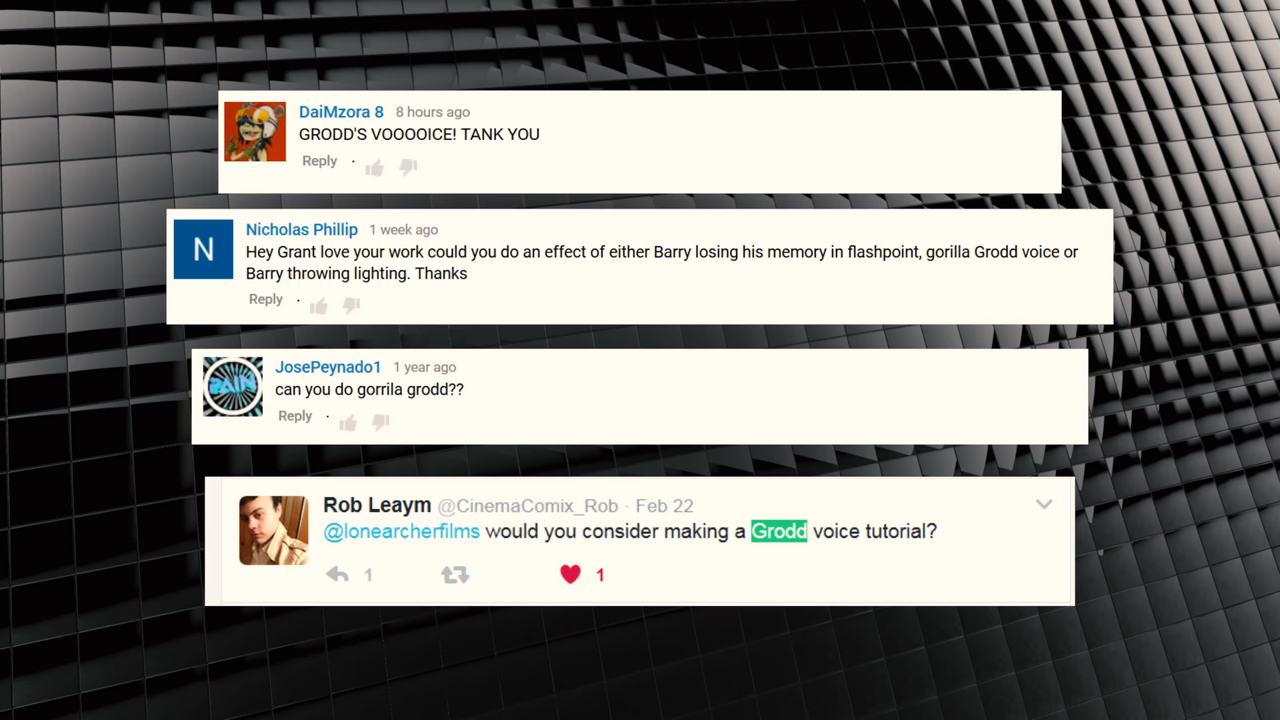 DaiMzora 8 8 hours ago
GRODD'S VOOOOICE! TANK YOU
Reply ·
N
Nicholas Phillip 1 week ago
Hey Grant love your work could you do an effect of either Barry losing his memory in flashpoint, gorilla Grodd voice or
Barry throwing lighting. Thanks
Reply ·
PAIN
JosePeynado1 1 year ago
can you do gorrila grodd??
Reply ·
Rob Leaym @CinemaComix_Rob · Feb 22
@lonearcherfilms would you consider making a Grodd voice tutorial?
1 1